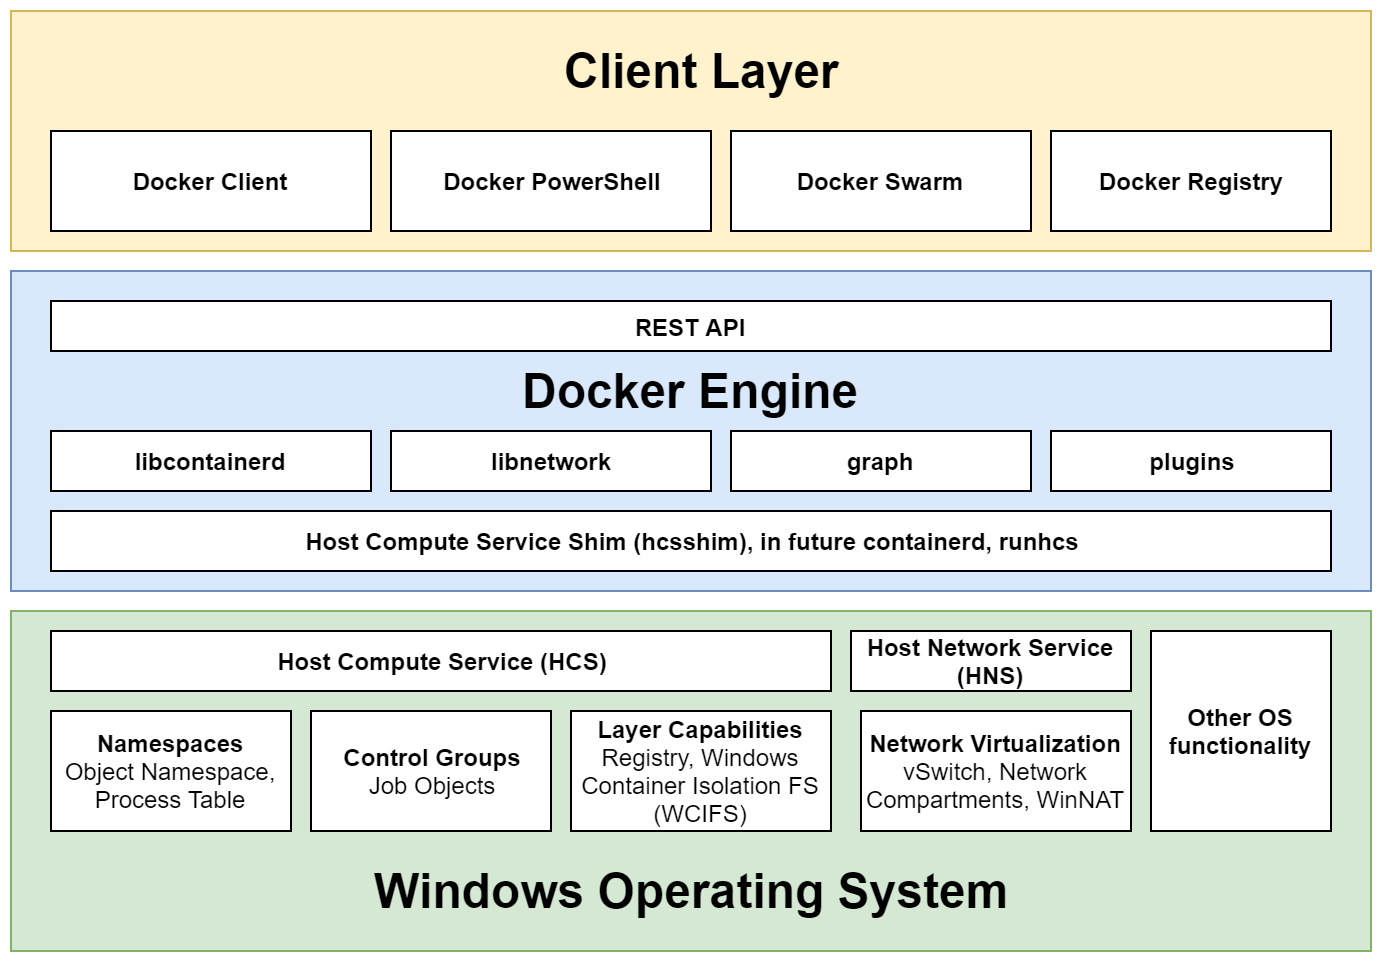 Client Layer
Docker Client
Docker PowerShell
Docker Swarm
Docker Registry
REST API
Docker Engine
libcontainerd
libnetwork
graph
plugins
Host Compute Service Shim (hcsshim), in future containerd, runhcs
Host Compute Service (HCS)
Host Network Service
(HNS)
Other OS
functionality
Namespaces
Object Namespace,
Process Table
Control Groups
Job Objects
Layer Capabilities
Registry, Windows
Container Isolation FS
(WCIFS)
Network Virtualization
vSwitch, Network
Compartments, WinNAT
Windows Operating System